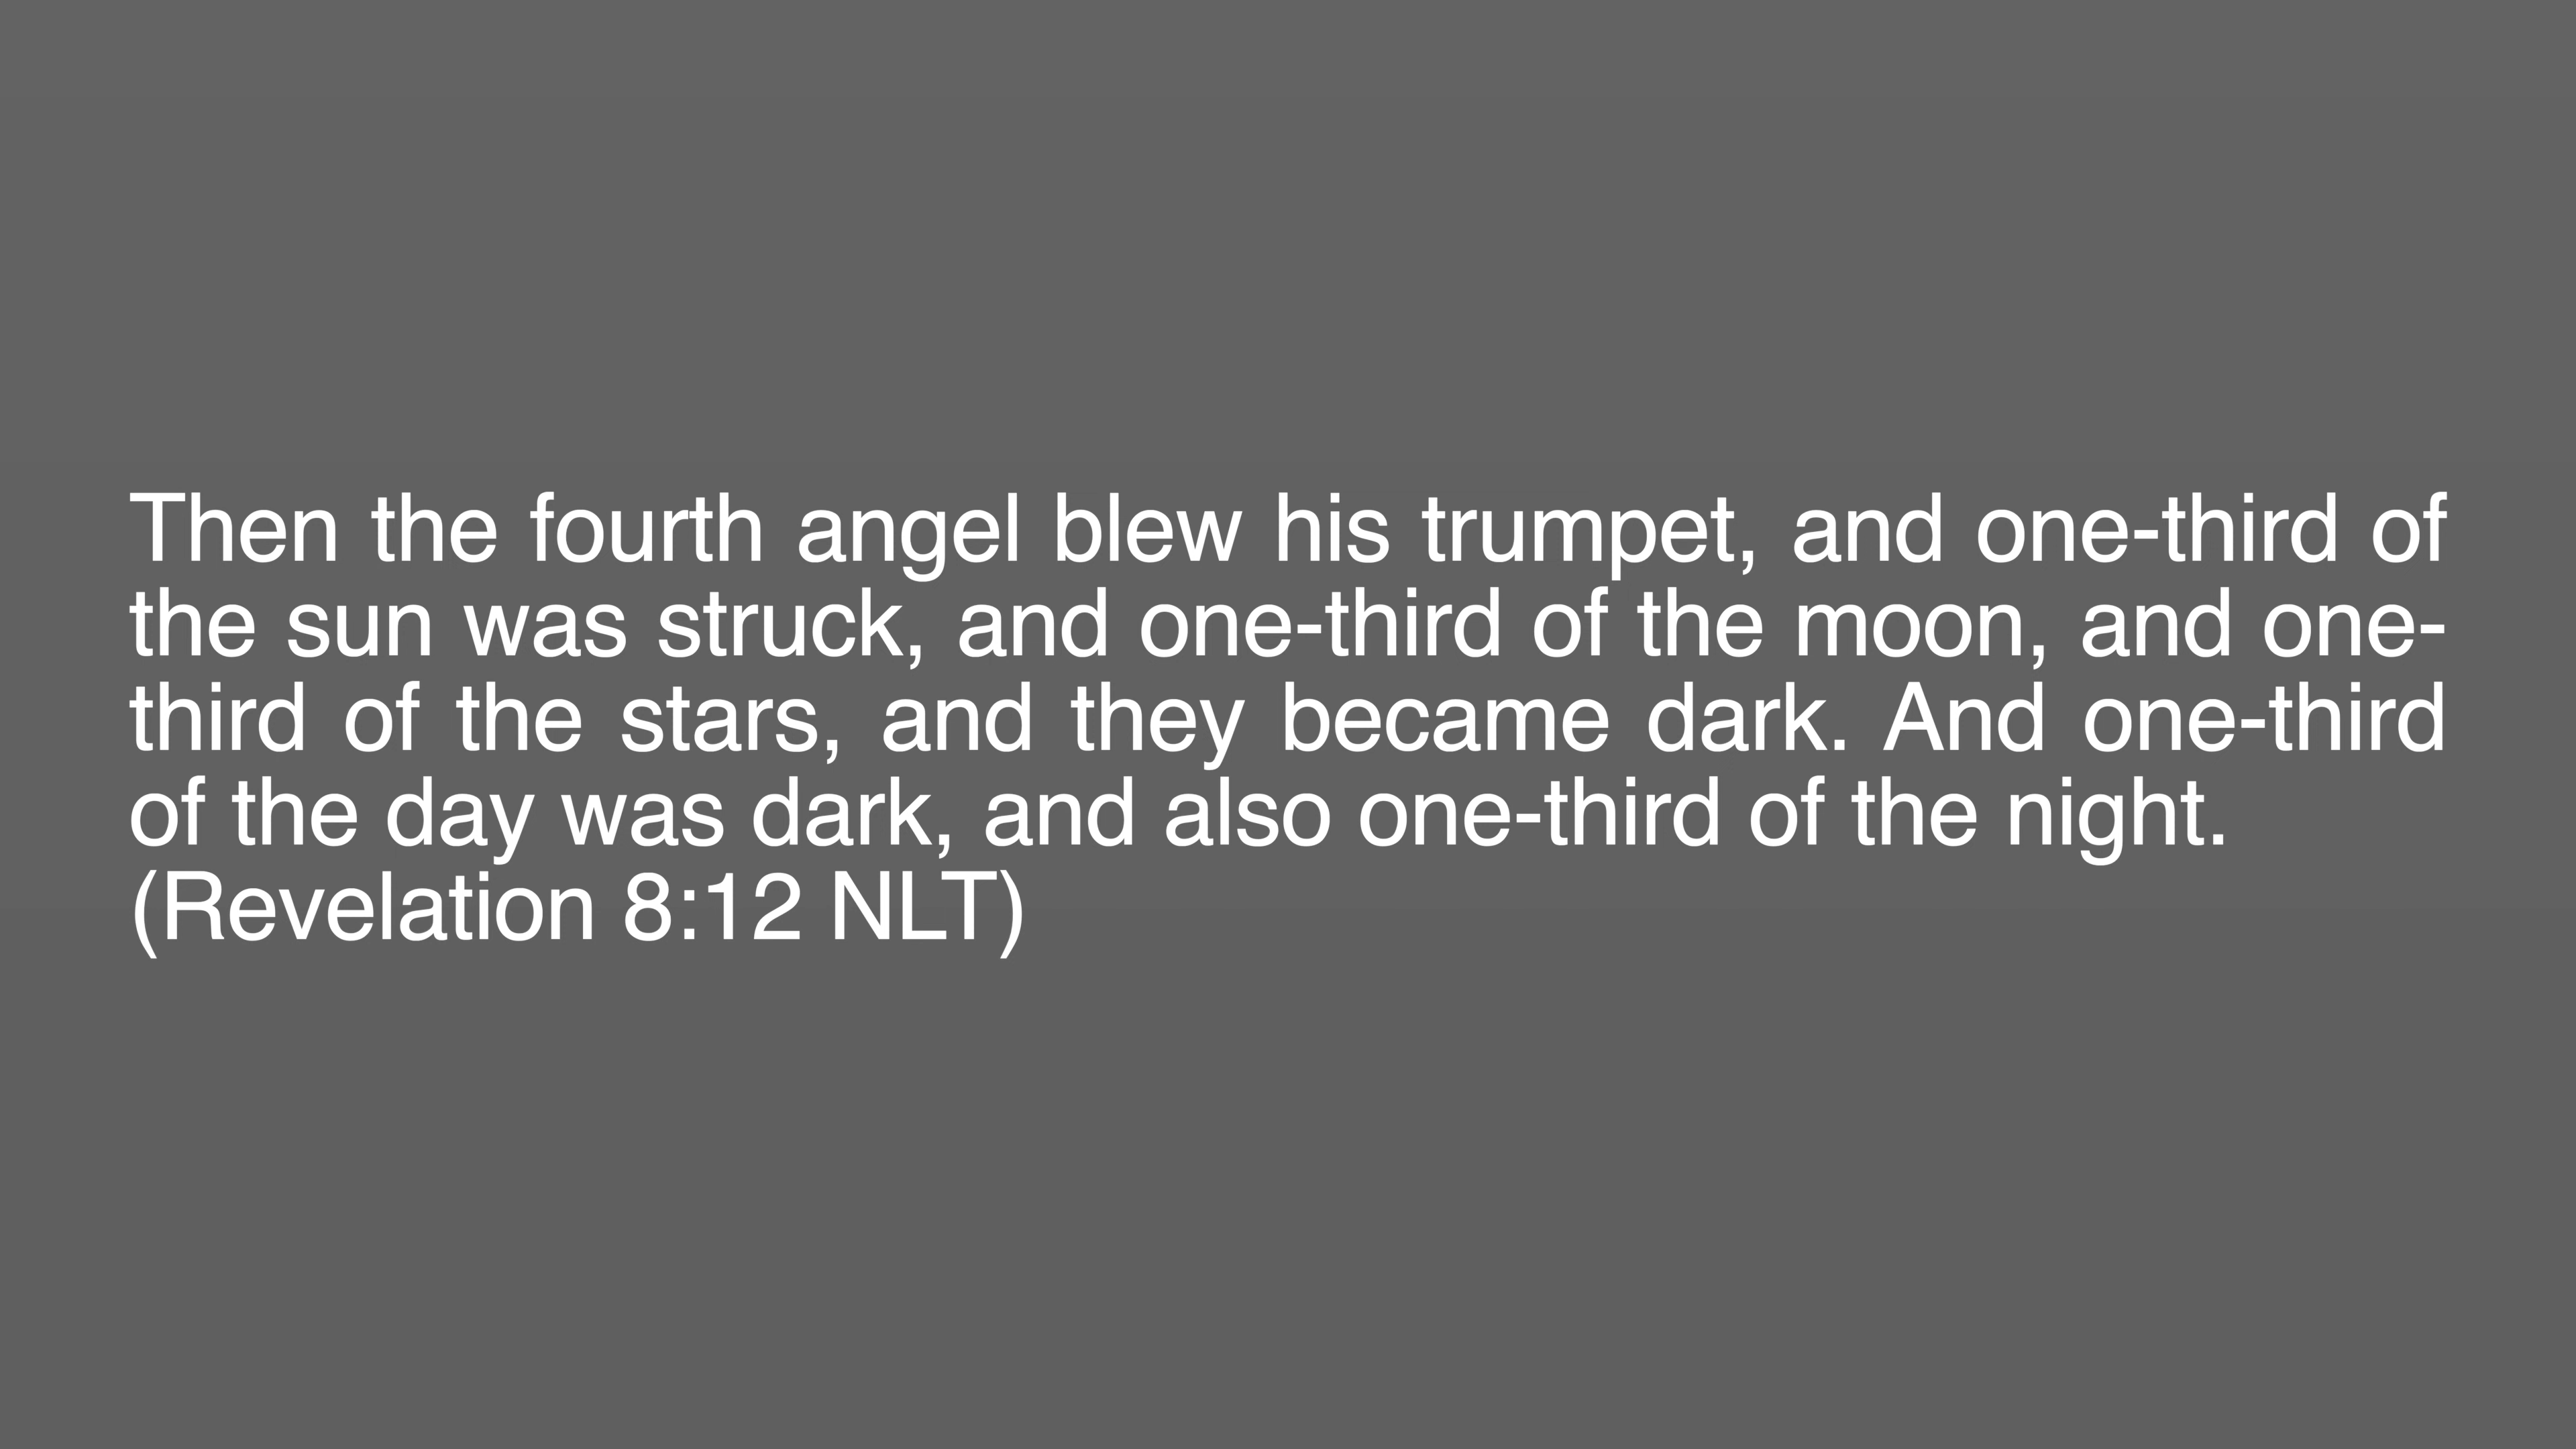 Then the fourth angel blew his trumpet, and one-third of
the sun was struck, and one-third of the moon, and one-
third of the stars, and they became dark. And one-third
of the day was dark, and also one-third of the night.
(Revelation 8:12 NLT)